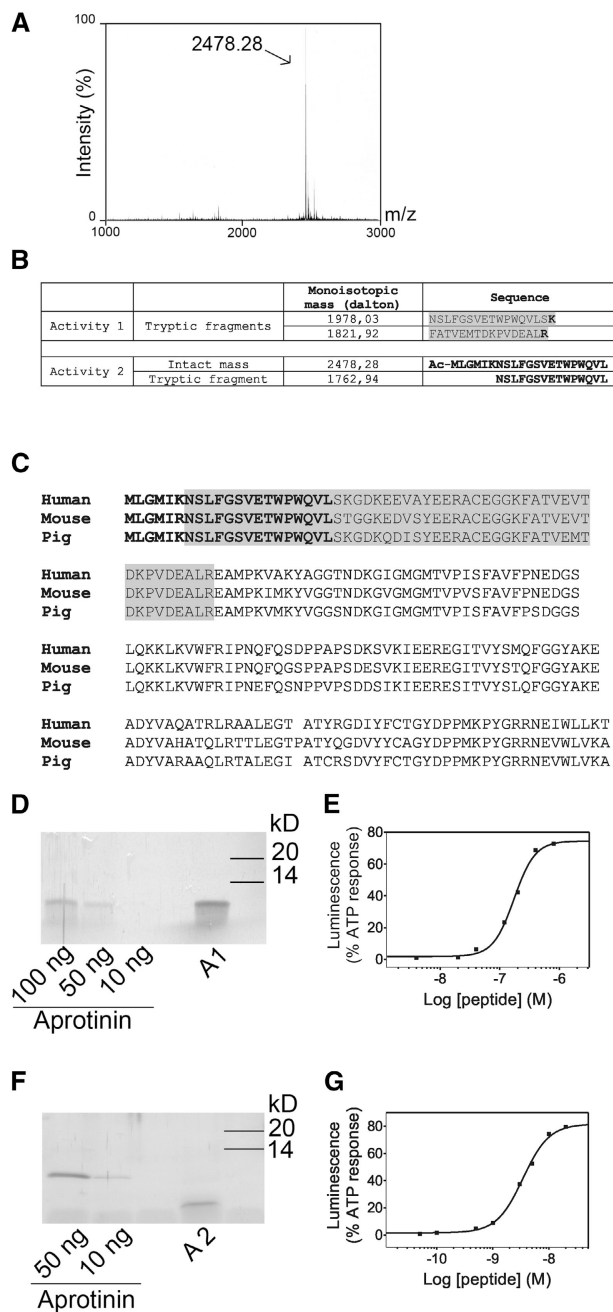 A
100
2478.28
Intensity (%)
0
m/z
1000
2000
3000
B
Monoisotopic mass (dalton)
Sequence
Activity 1
Tryptic fragments
1978,03
NSLFGSVETWPWQVLSK
1821,92
FATVEMTDKPVDEALR
Activity 2
Intact mass
2478,28
Ac-MLGMIKNSLFGSVETWPWQVL
Tryptic fragment
1762,94
NSLFGSVETWPWQVL
C
Human MLGMIKNSLFGSVETWPWQVLSKGDKEEVAYEERACEGGKFATVEVT
Mouse MLGMIRNSLFGSVETWPWQVLSTGGKEDVSYEERACEGGKFATVEVT
Pig MLGMIKNSLFGSVETWPWQVLSKGDKQDISYEERACEGGKFATVEMT
Human DKPVDEALREAMPKVAKYAGGTNDKGIGMGMTVPISFAVFPNEDGS
Mouse DKPVDEALREAMPKIMKYVGGTNDKGVGMGMTVPVSFAVFPNEDGS
Pig DKPVDEALREAMPKVMKYVGGSNDKGIGMGMTVPISFAVFPSDGGS
Human LQKKLKVWFRIPNQFQSDPPAPSDKSVKIEEREGITVYSMQFGGYAKE
Mouse LQKKLKVWFRIPNQFQGSPPAPSDESVKIEEREGITVYSTQFGGYAKE
Pig LQKKLKVWFRIPNEFQSNPPVPSDDSIKIEERESITVYSLQFGGYAKE
Human ADYVAQATRLRAALEGT ATYRGDIYFCTGYDPPMKPYGRRNEIWLLKT
Mouse ADYVAHATQLRTTLEGTPATYQGDVYYCAGYDPPMKPYGRRNEVWLVKA
Pig ADYVARAAQLRTALEGI ATCRSDVYFCTGYDPPMKPYGRRNEVWLVKA
D
kD
20
14
100 ng
50 ng
10 ng
A1
Aprotinin
E
Luminescence
(% ATP response)
80
60
40
20
0
-8
-7
-6
Log [peptide] (M)
F
kD
20
14
50 ng
10 ng
A 2
Aprotinin
G
Luminescence
(% ATP response)
80
60
40
20
0
-10
-9
-8
Log [peptide] (M)